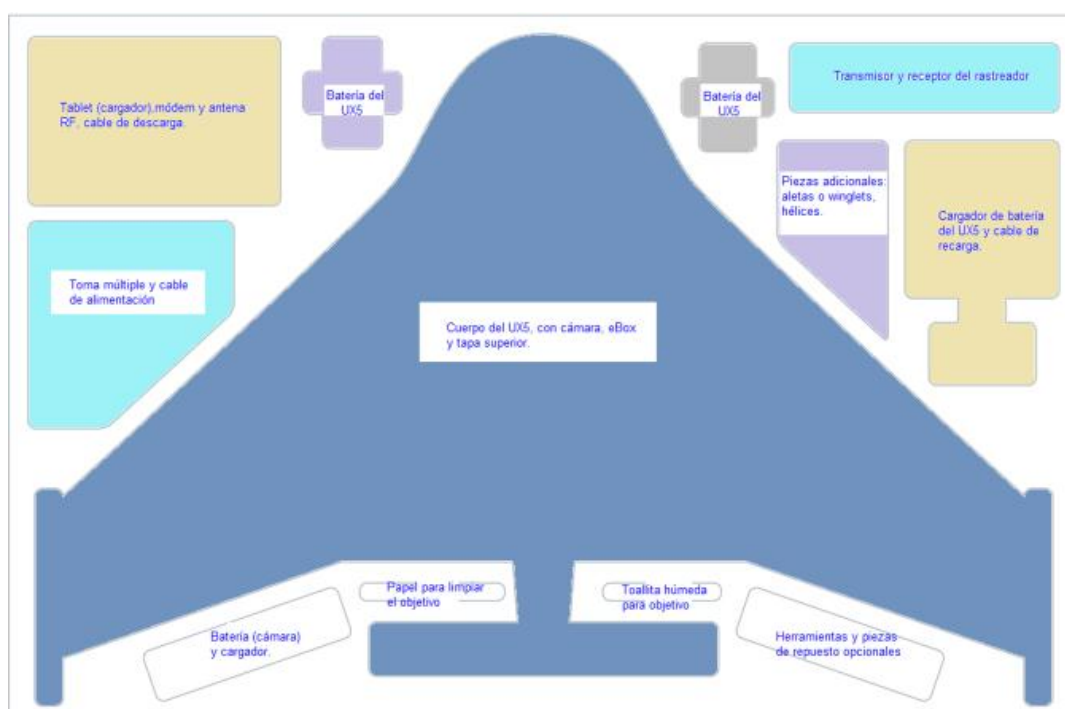 Tablet (cargador),módem y antena
RF, cable de descarga.
Batería del
UX5
Batería del
UX5
Transmisor y receptor del rastreador
Piezas adicionales:
aletas o winglets,
hélices.
Cargador de batería
del UX5 y cable de
recarga.
Toma múltiple y cable
de alimentación
Cuerpo del UX5, con cámara, eBox
y tapa superior.
Papel para limpiar
el objetivo
Toallita húmeda
para objetivo
Batería (cámara)
y cargador.
Herramientas y piezas
de repuesto opcionales